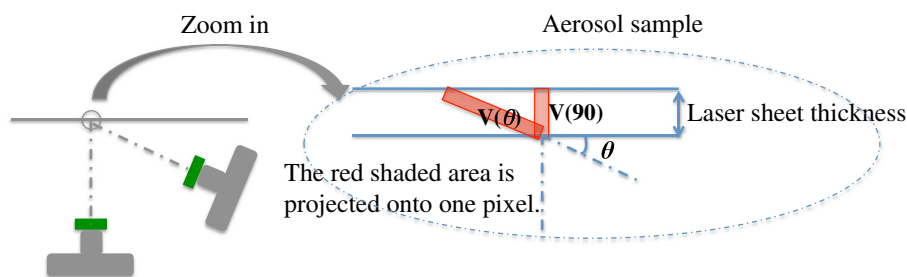 Zoom in
Aerosol sample
V(θ)
V(90)
Laser sheet thickness
θ
The red shaded area is
projected onto one pixel.